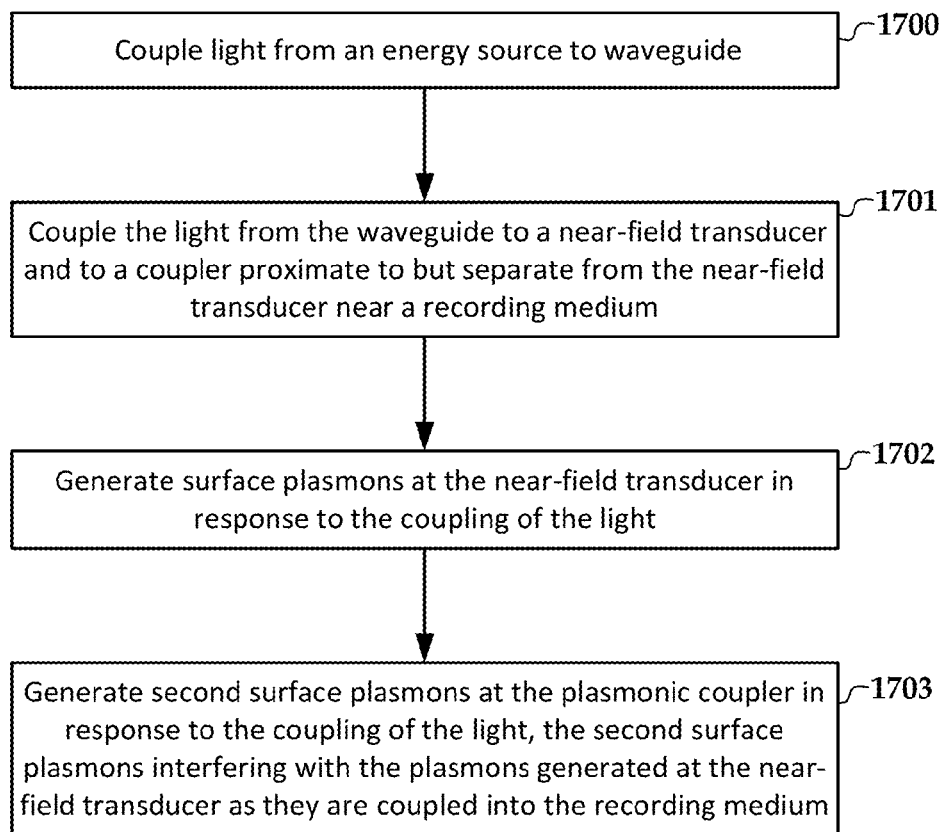 Couple light from an energy source to waveguide
1700
Couple the light from the waveguide to a near-field transducer
and to a coupler proximate to but separate from the near-field
transducer near a recording medium
1701
Generate surface plasmons at the near-field transducer in
response to the coupling of the light
1702
Generate second surface plasmons at the plasmonic coupler in
response to the coupling of the light, the second surface
plasmons interfering with the plasmons generated at the near-
field transducer as they are coupled into the recording medium
1703